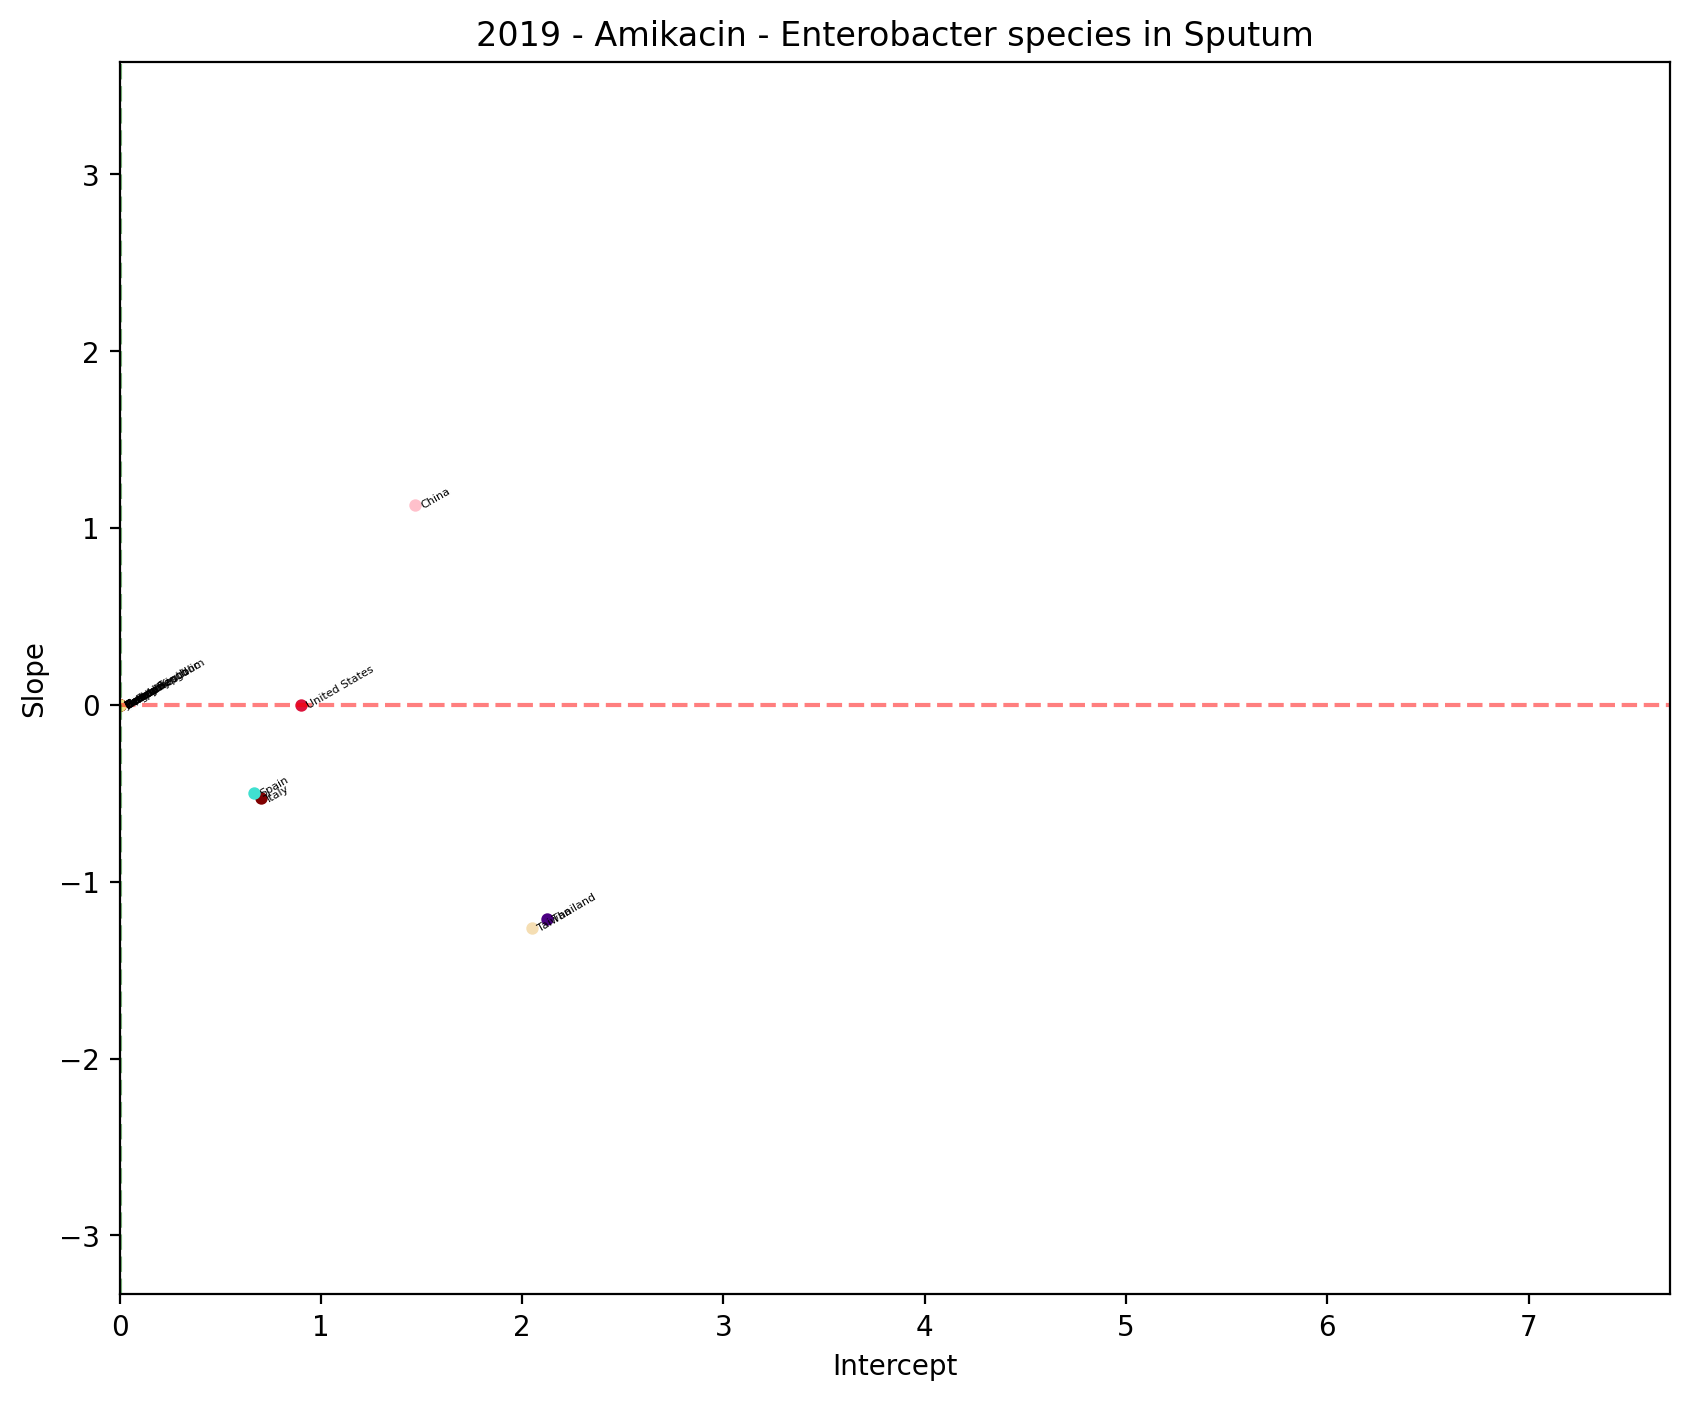 2019 - Amikacin - Enterobacter species in Sputum
3
2
China
1
Slope
0
United States
Spain
Italy
−1
Thailand
Taiwan
−2
−3
0 1 2 3 4 5 6 7
Intercept